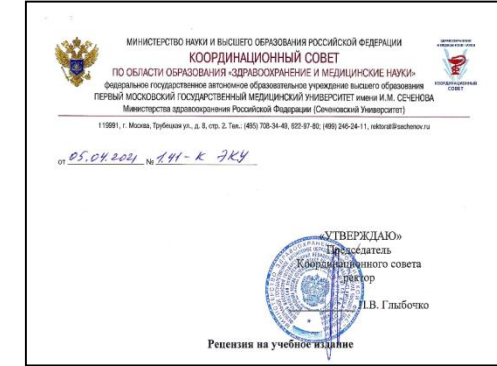 МИНИСТЕРСТВО НАУКИ И ВЫСШЕГО ОБРАЗОВАНИЯ РОССИЙСКОЙ ФЕДЕРАЦИИ
КООРДИНАЦИОННЫЙ СОВЕТ
ПО ОБЛАСТИ ОБРАЗОВАНИЯ «ЗДРАВООХРАНЕНИЕ И МЕДИЦИНСКИЕ НАУКИ»
федеральное государственное автономное образовательное учреждение высшего образования
ПЕРВЫЙ МОСКОВСКИЙ ГОСУДАРСТВЕННЫЙ МЕДИЦИНСКИЙ УНИВЕРСИТЕТ имени И.М. СЕЧЕНОВА
Министерства здравоохранения Российской Федерации (Сеченовский Университет)
КООРДИНАЦИОННЫЙ
СОВЕТ
119991, г. Москва, Трубецкая ул., д. 8, стр. 2. Тел.: (495) 708-34-49, 622-97-80; (499) 246-24-11, rektorat@sechenov.ru
от 05.04.2021 № 141-К ЭКУ
«УТВЕРЖДАЮ»
Председатель
Координационного совета
ректор
П.В. Глыбочко
Рецензия на учебное издание